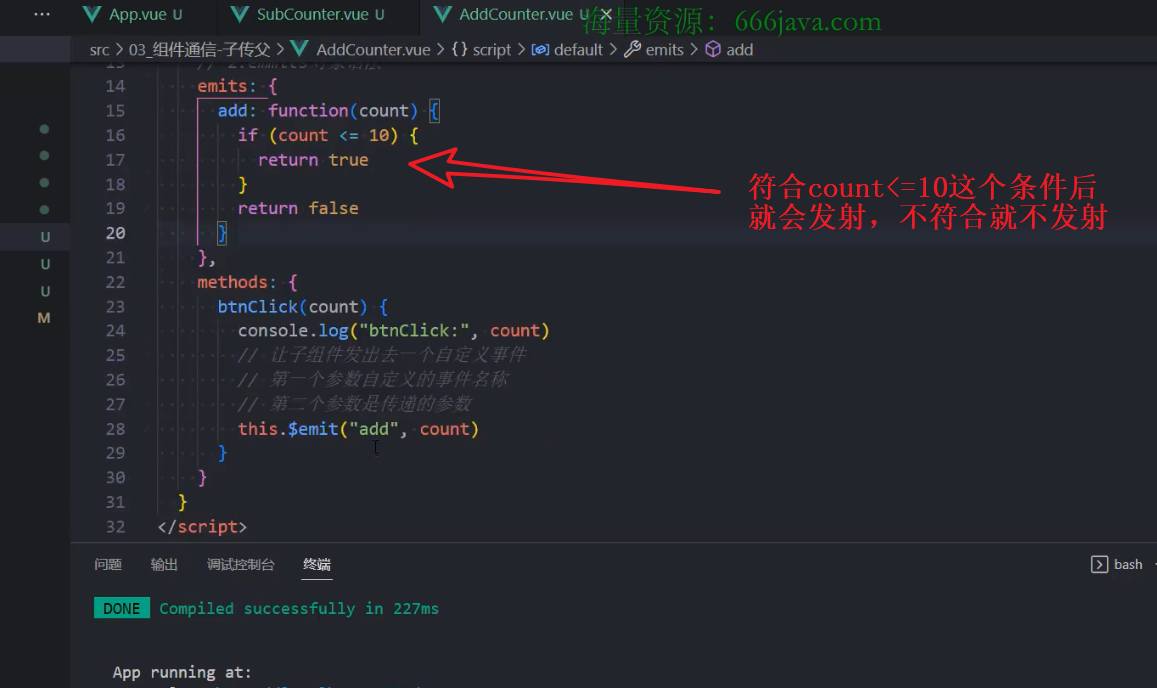 ··· App.vue U SubCounter.vue U AddCounter.vue U ×
海量资源：666java.com
src > 03_组件通信-子传父 > AddCounter.vue > {} script > default > emits > add
14 emits: {
15 add: function(count) {
16 if (count <= 10) {
17 return true
18 }
19 return false
20 }
21 },
22 methods: {
23 btnClick(count) {
24 console.log("btnClick:", count)
25 // 让子组件发出去一个自定义事件
26 // 第一个参数自定义的事件名称
27 // 第二个参数是传递的参数
28 this.$emit("add", count)
29 }
30 }
31 }
32 </script>
符合count<=10这个条件后
就会发射，不符合就不发射
U
U
U
M
问题 输出 调试控制台 终端 bash
DONE Compiled successfully in 227ms
App running at: